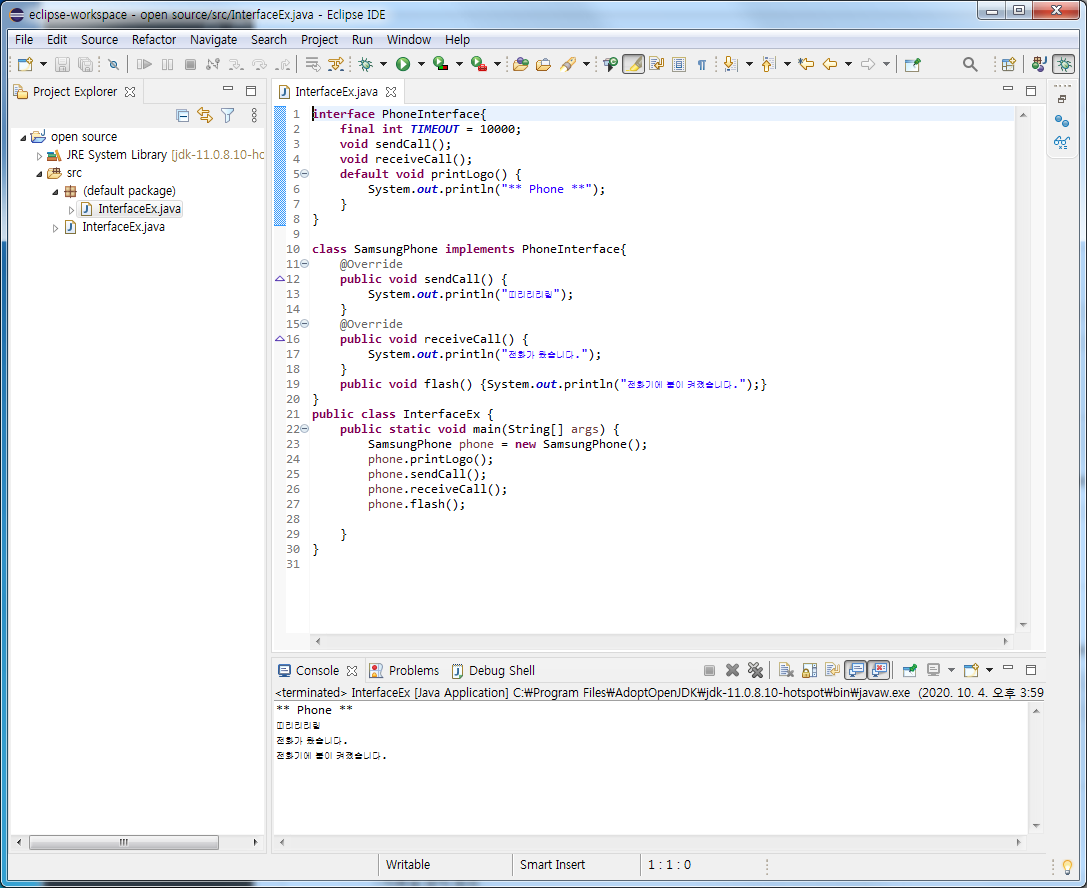 eclipse-workspace - open source/src/InterfaceEx.java - Eclipse IDE
File Edit Source Refactor Navigate Search Project Run Window Help
Project Explorer
open source
JRE System Library [jdk-11.0.8.10-ho
src
(default package)
InterfaceEx.java
InterfaceEx.java
InterfaceEx.java
1 interface PhoneInterface{
2 final int TIMEOUT = 10000;
3 void sendCall();
4 void receiveCall();
5 default void printLogo() {
6 System.out.println("** Phone **");
7 }
8 }
9
10 class SamsungPhone implements PhoneInterface{
11 @Override
12 public void sendCall() {
13 System.out.println("띠리리리링");
14 }
15 @Override
16 public void receiveCall() {
17 System.out.println("전화가 왔습니다.");
18 }
19 public void flash() {System.out.println("전화기에 불이 켜졌습니다.");}
20 }
21 public class InterfaceEx {
22 public static void main(String[] args) {
23 SamsungPhone phone = new SamsungPhone();
24 phone.printLogo();
25 phone.sendCall();
26 phone.receiveCall();
27 phone.flash();
28
29 }
30 }
31
Console Problems Debug Shell
<terminated> InterfaceEx [Java Application] C:₩Program Files₩AdoptOpenJDK₩jdk-11.0.8.10-hotspot₩bin₩javaw.exe (2020. 10. 4. 오후 3:59
** Phone **
띠리리리링
전화가 왔습니다.
전화기에 불이 켜졌습니다.
Writable Smart Insert 1 : 1 : 0